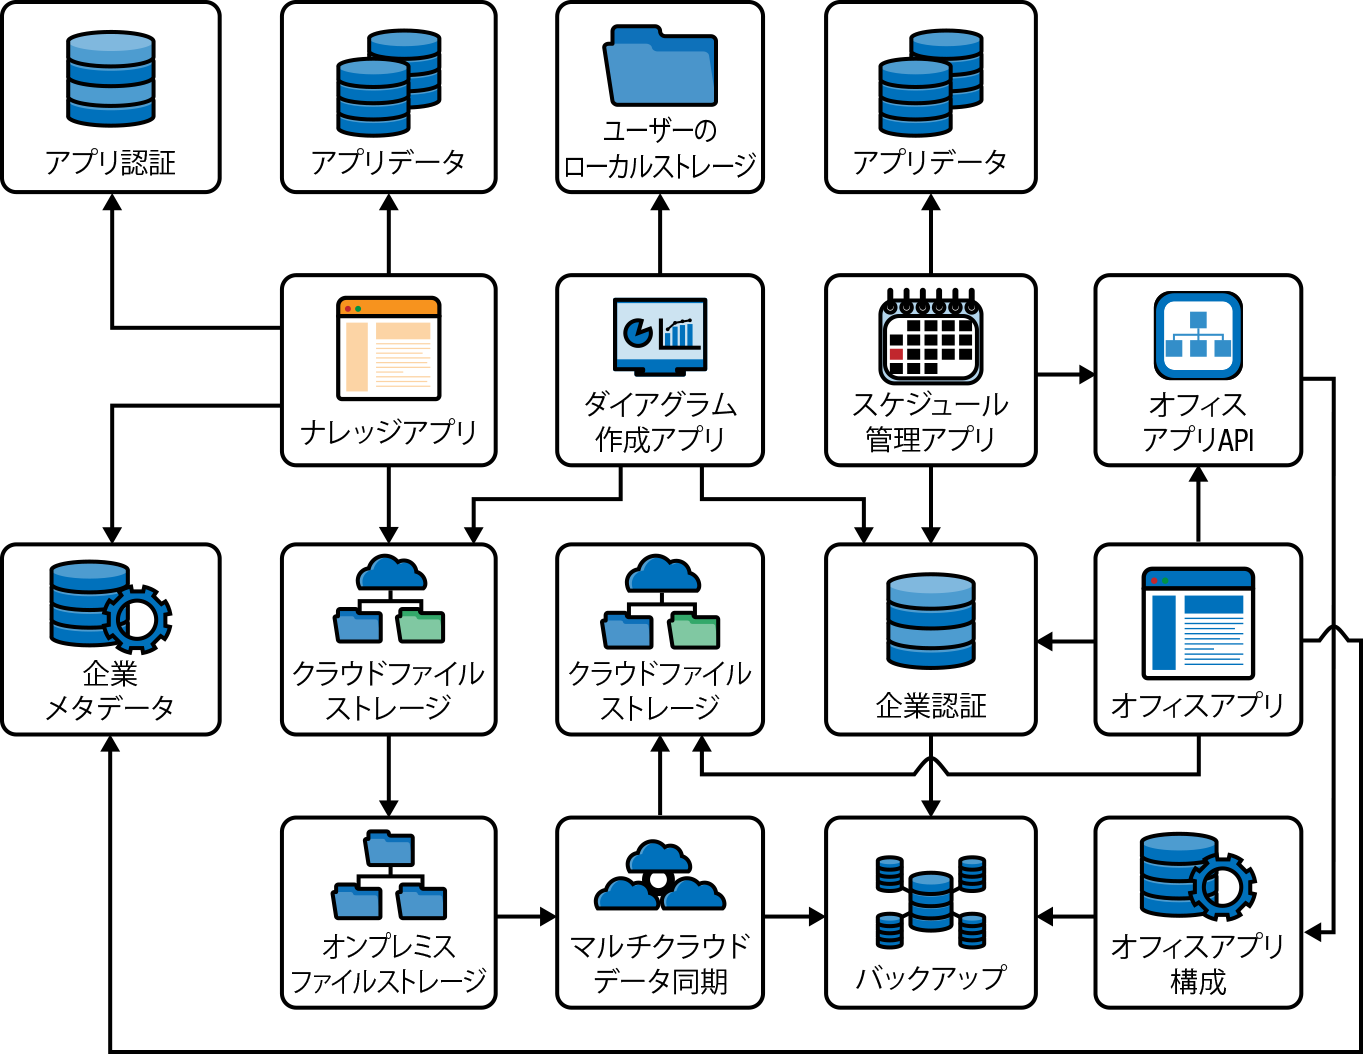 アプリ認証
アプリデータ
ユーザーの
ローカルストレージ
アプリデータ
ナレッジアプリ
ダイアグラム
作成アプリ
スケジュール
管理アプリ
オフィス
アプリAPI
企業
メタデータ
クラウドファイル
ストレージ
クラウドファイル
ストレージ
企業認証
オフィスアプリ
オンプレミス
ファイルストレージ
マルチクラウド
データ同期
バックアップ
オフィスアプリ
構成